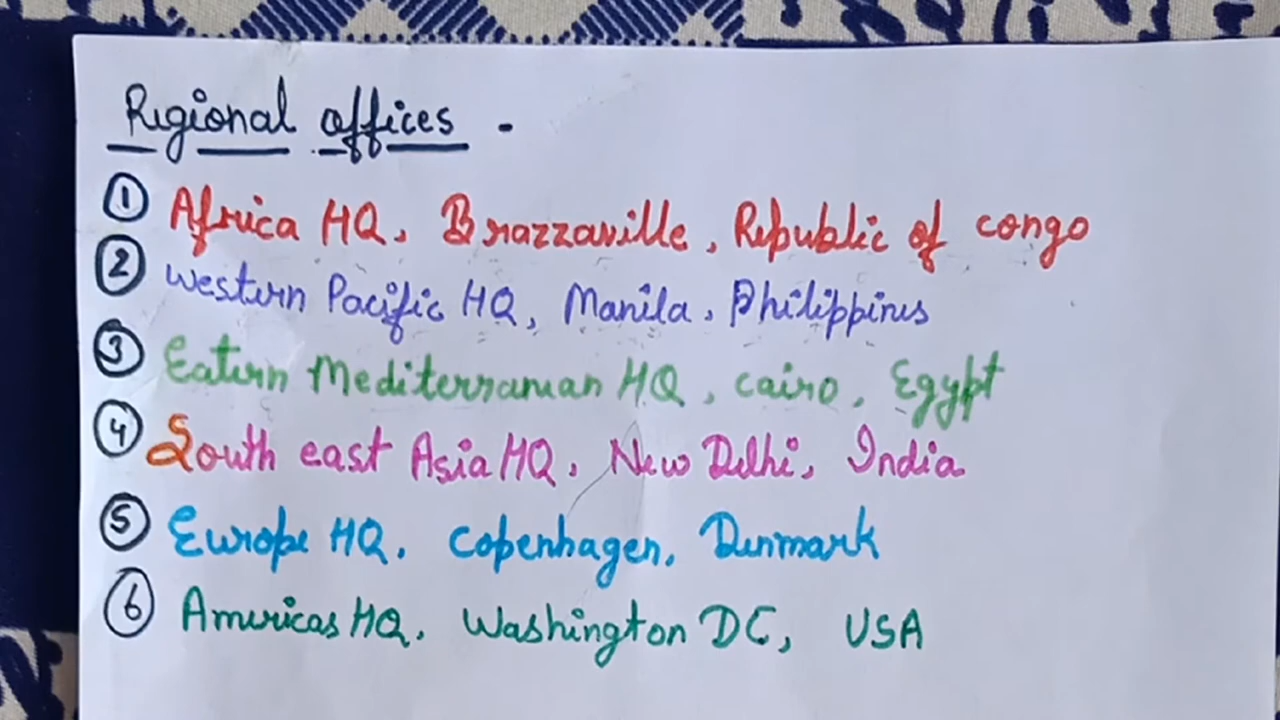 Regional offices -
① Africa HQ, Brazzaville, Republic of congo
② Western Pacific HQ, Manila, Philippines
③ Eatern Mediterranean HQ, cairo, Egypt
④ South east Asia HQ, New Delhi, India
⑤ Europe HQ, copenhagen, Denmark
⑥ Americas HQ, Washington DC, USA